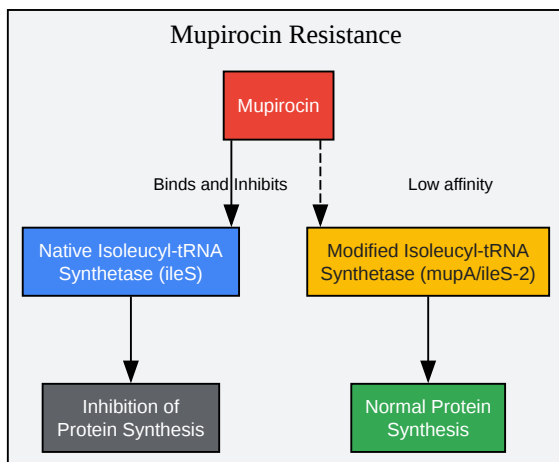 Mupirocin Resistance
Mupirocin
Binds and Inhibits
Low affinity
Native Isoleucyl-tRNA
Synthetase (ileS)
Modified Isoleucyl-tRNA
Synthetase (mupA/ileS-2)
Inhibition of
Protein Synthesis
Normal Protein
Synthesis